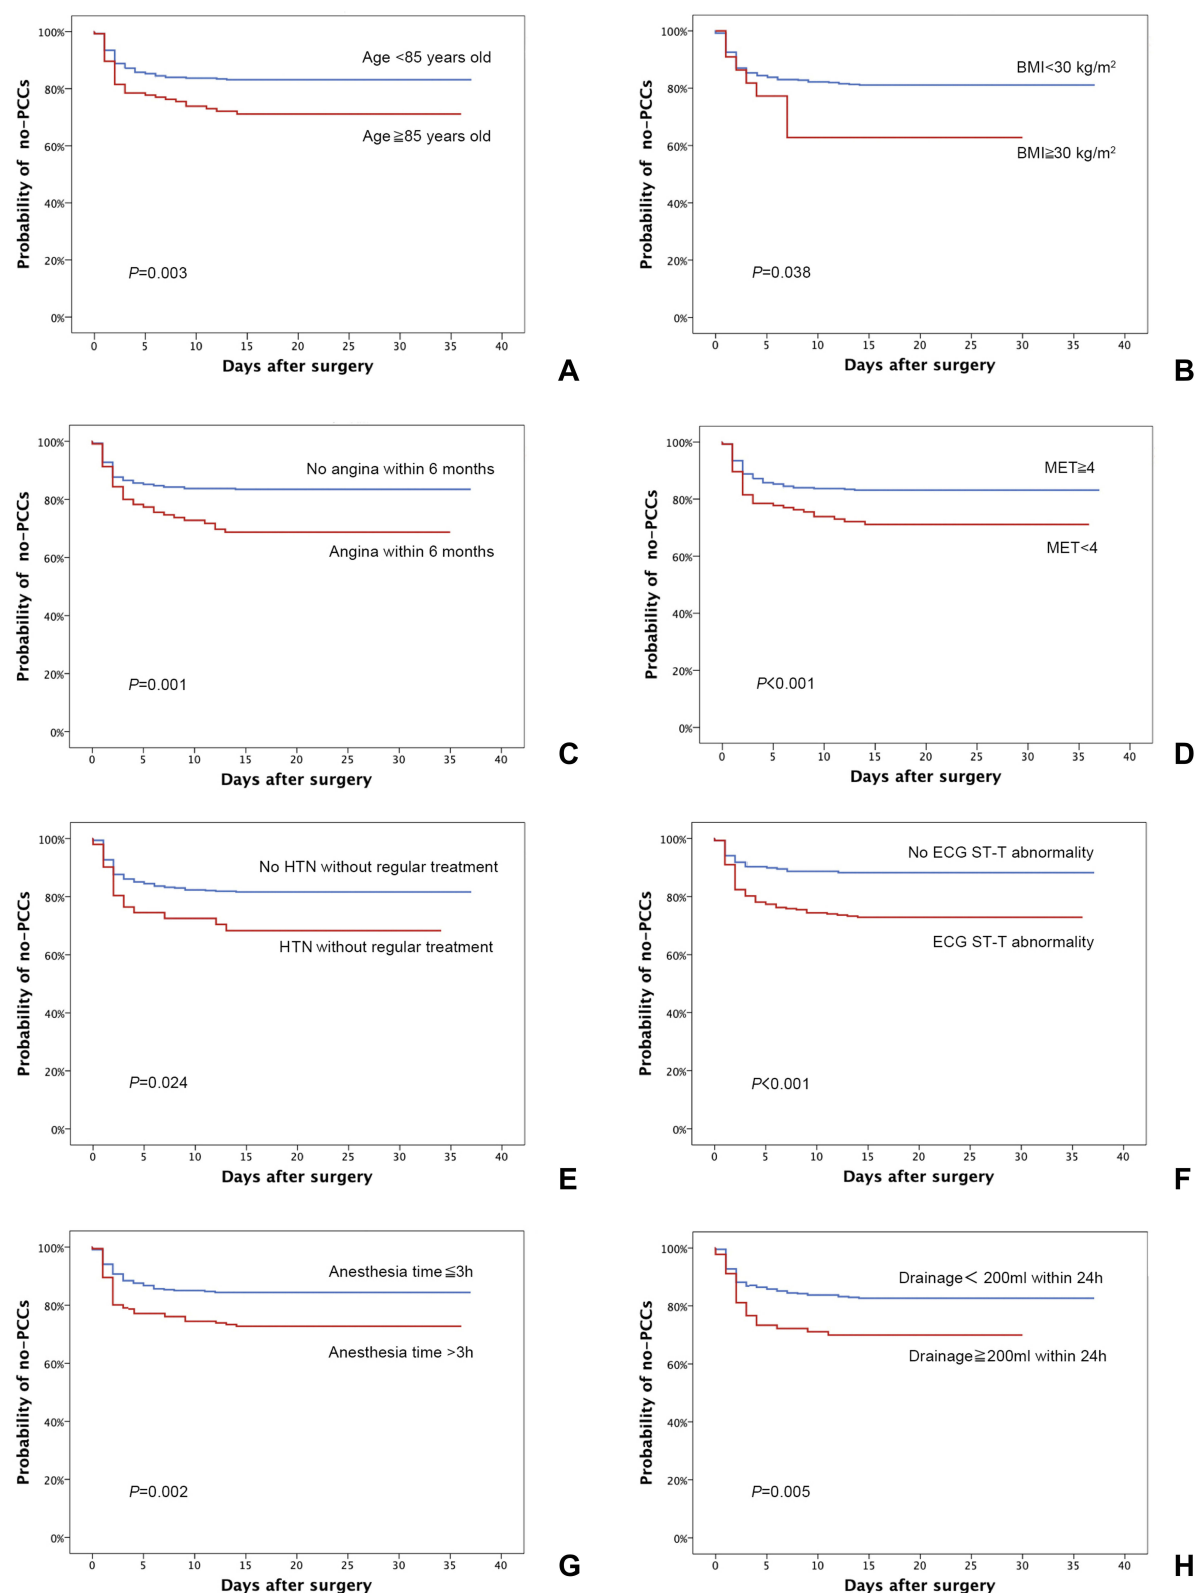 Probability of no-PCCs
100%
80%
60%
40%
20%
0%
Age <85 years old
Age≧85 years old
P=0.003
0 5 10 15 20 25 30 35 40
Days after surgery
A
Probability of no-PCCs
100%
80%
60%
40%
20%
0%
BMI<30 kg/m²
BMI≧30 kg/m²
P=0.038
0 5 10 15 20 25 30 35 40
Days after surgery
B
Probability of no-PCCs
100%
80%
60%
40%
20%
0%
No angina within 6 months
Angina within 6 months
P=0.001
0 5 10 15 20 25 30 35 40
Days after surgery
C
Probability of no-PCCs
100%
80%
60%
40%
20%
0%
MET≧4
MET<4
P<0.001
0 5 10 15 20 25 30 35 40
Days after surgery
D
Probability of no-PCCs
100%
80%
60%
40%
20%
0%
No HTN without regular treatment
HTN without regular treatment
P=0.024
0 5 10 15 20 25 30 35 40
Days after surgery
E
Probability of no-PCCs
100%
80%
60%
40%
20%
0%
No ECG ST-T abnormality
ECG ST-T abnormality
P<0.001
0 5 10 15 20 25 30 35 40
Days after surgery
F
Probability of no-PCCs
100%
80%
60%
40%
20%
0%
Anesthesia time≦3h
Anesthesia time >3h
P=0.002
0 5 10 15 20 25 30 35 40
Days after surgery
G
Probability of no-PCCs
100%
80%
60%
40%
20%
0%
Drainage< 200ml within 24h
Drainage≧200ml within 24h
P=0.005
0 5 10 15 20 25 30 35 40
Days after surgery
H